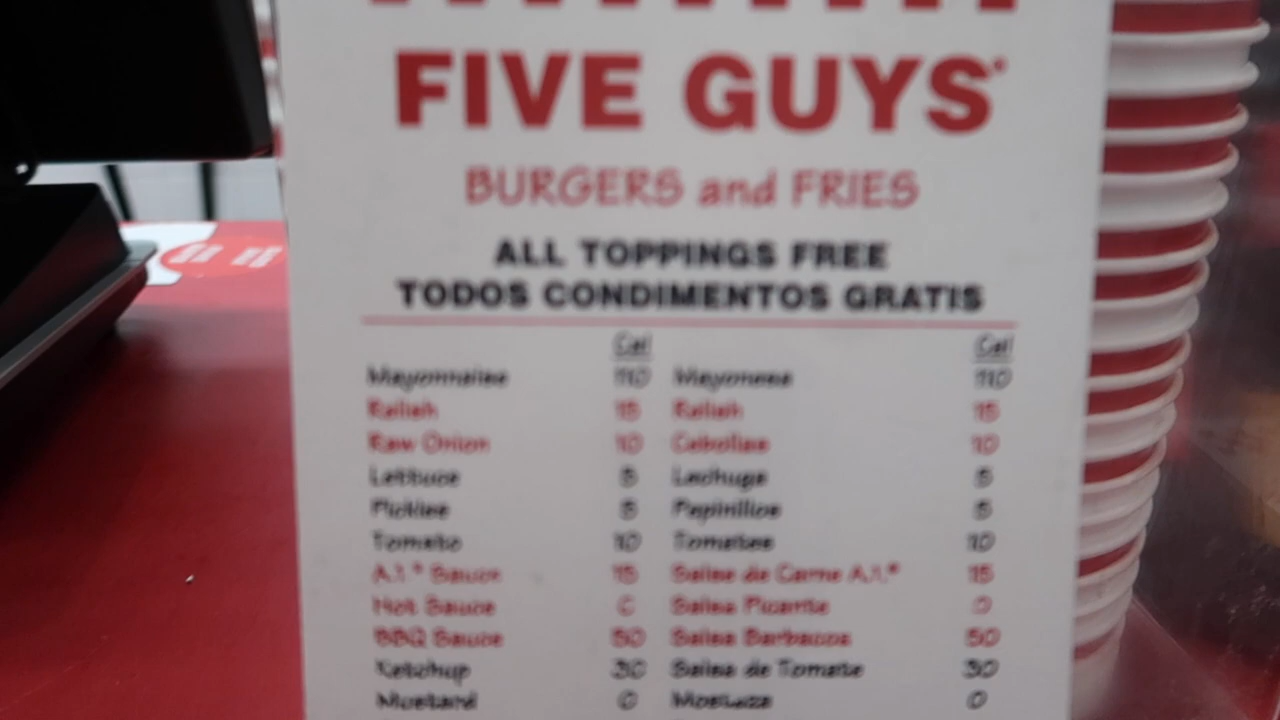 FIVE GUYS®
BURGERS and FRIES
ALL TOPPINGS FREE
TODOS CONDIMENTOS GRATIS
Cal Cal
Mayonnaise 110 Mayonesa 110
Relish 15 Relish 15
Raw Onion 10 Cebollas 10
Lettuce 5 Lechuga 5
Pickles 5 Pepinillos 5
Tomato 10 Tomates 10
A.1.® Sauce 15 Salsa de Carne A.1.® 15
Hot Sauce 0 Salsa Picante 0
BBQ Sauce 50 Salsa Barbacoa 50
Ketchup 30 Salsa de Tomate 30
Mustard 0 Mostaza 0